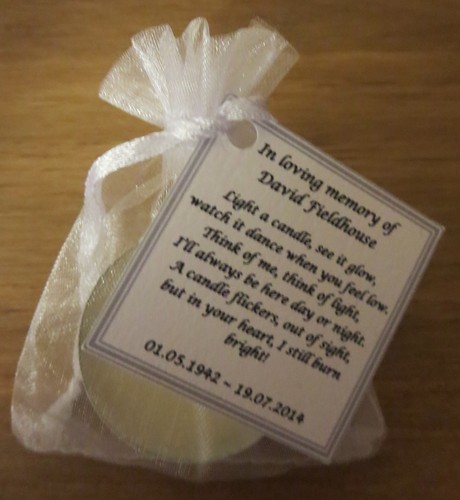 In loving memory of
David Fieldhouse
Light a candle, see it glow,
watch it dance when you feel low.
Think of me, think of light,
I'll always be here day or night.
A candle flickers, out of sight,
but in your heart, I still burn
bright!
01.05.1942 ~ 19.07.2014